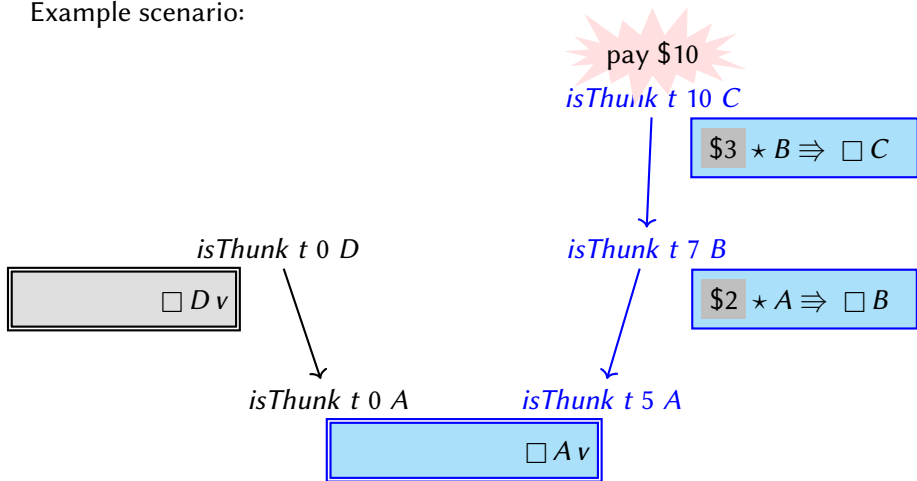 Example scenario:
pay $10
isThunk t 10 C
$3 ⋆ B ⇛ □ C
isThunk t 0 D
isThunk t 7 B
□ D v
$2 ⋆ A ⇛ □ B
isThunk t 0 A
isThunk t 5 A
□ A v